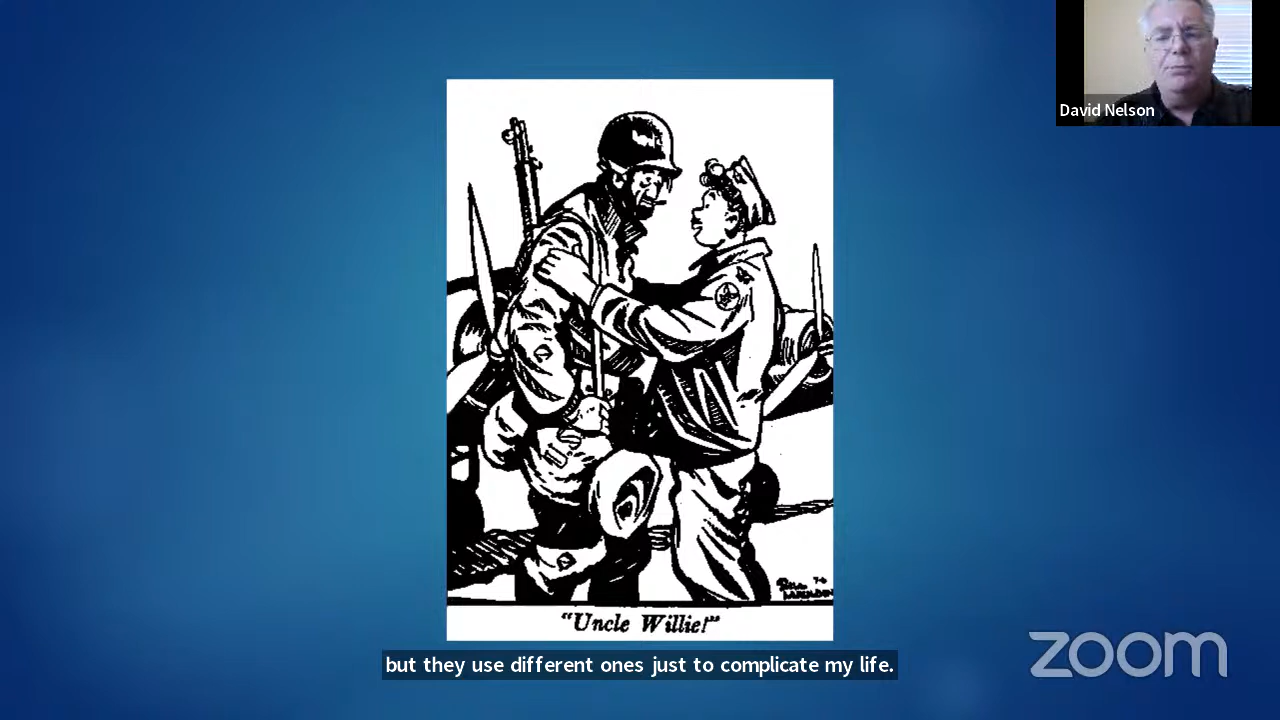 David Nelson
"Uncle Willie!"
but they use different ones just to complicate my life.
zoom